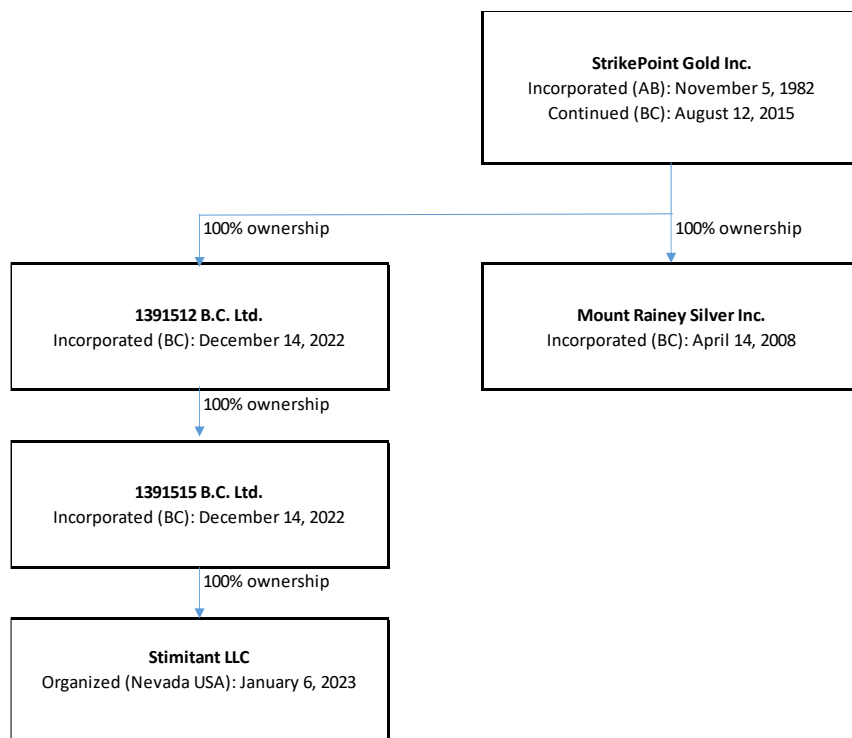 StrikePoint Gold Inc.
Incorporated (AB): November 5, 1982
Continued (BC): August 12, 2015
100% ownership
100% ownership
1391512 B.C. Ltd.
Incorporated (BC): December 14, 2022
Mount Rainey Silver Inc.
Incorporated (BC): April 14, 2008
100% ownership
1391515 B.C. Ltd.
Incorporated (BC): December 14, 2022
100% ownership
Stimitant LLC
Organized (Nevada USA): January 6, 2023